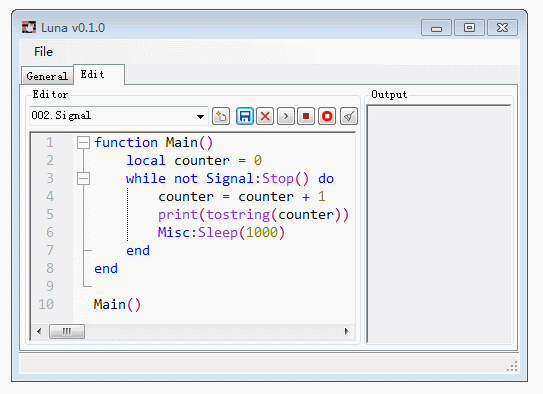 Luna v0.1.0
File
General Edit
Editor Output
002.Signal
1 function Main()
2 local counter = 0
3 while not Signal:Stop() do
4 counter = counter + 1
5 print(tostring(counter))
6 Misc:Sleep(1000)
7 end
8 end
9
10 Main()